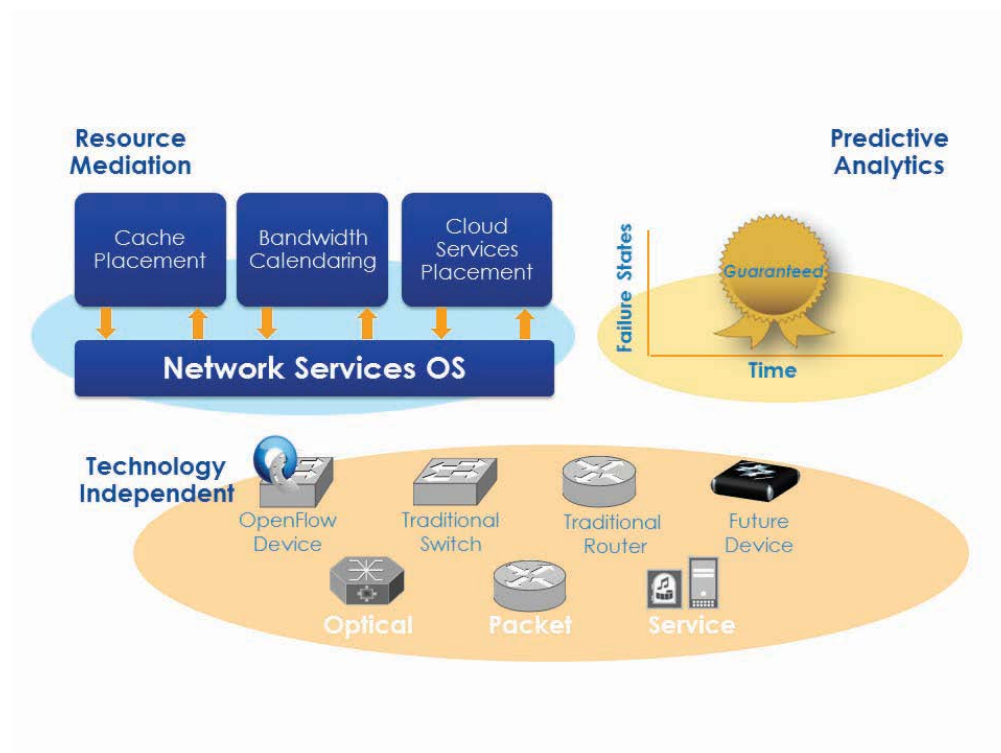 Resource
Mediation
Predictive
Analytics
Cache
Placement
Bandwidth
Calendaring
Cloud
Services
Placement
Network Services OS
Failure States
Guaranteed
Time
Technology
Independent
OpenFlow
Device
Traditional
Switch
Traditional
Router
Future
Device
Optical
Packet
Service